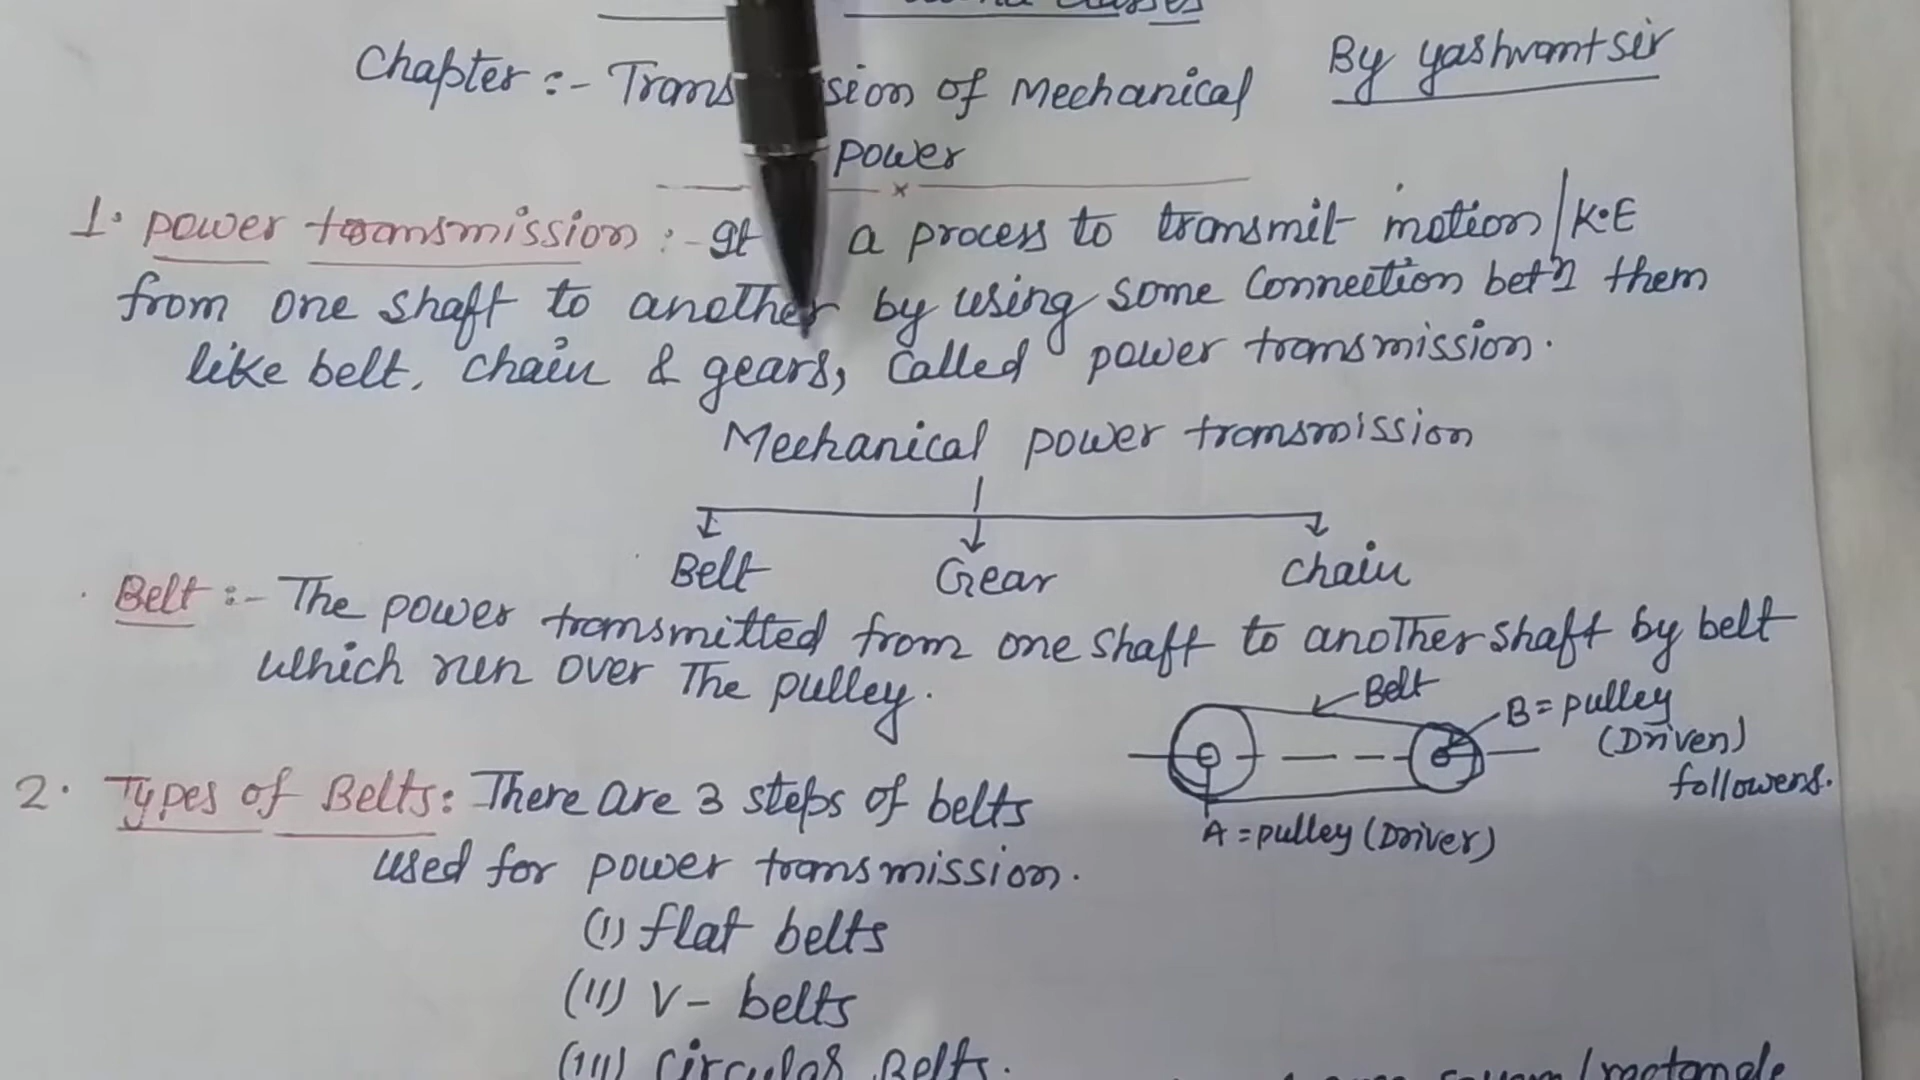 classes
Chapter :- Trans sion of Mechanical
By yashvant sir
power
1. power transmission :- It a process to transmit motion/K.E
from one shaft to another by using some Connection betn them
like belt, chain & gears, Called power transmission.
Mechanical power transmission
Belt Gear chain
Belt :- The power transmitted from one shaft to another shaft by belt
which run over The pulley.
Belt
B = pulley
(Driven)
followers.
A = pulley (Driver)
2. Types of Belts: There are 3 steps of belts
used for power transmission.
(I) flat belts
(II) V- belts
(III) Circular Belts.
square/rectangle